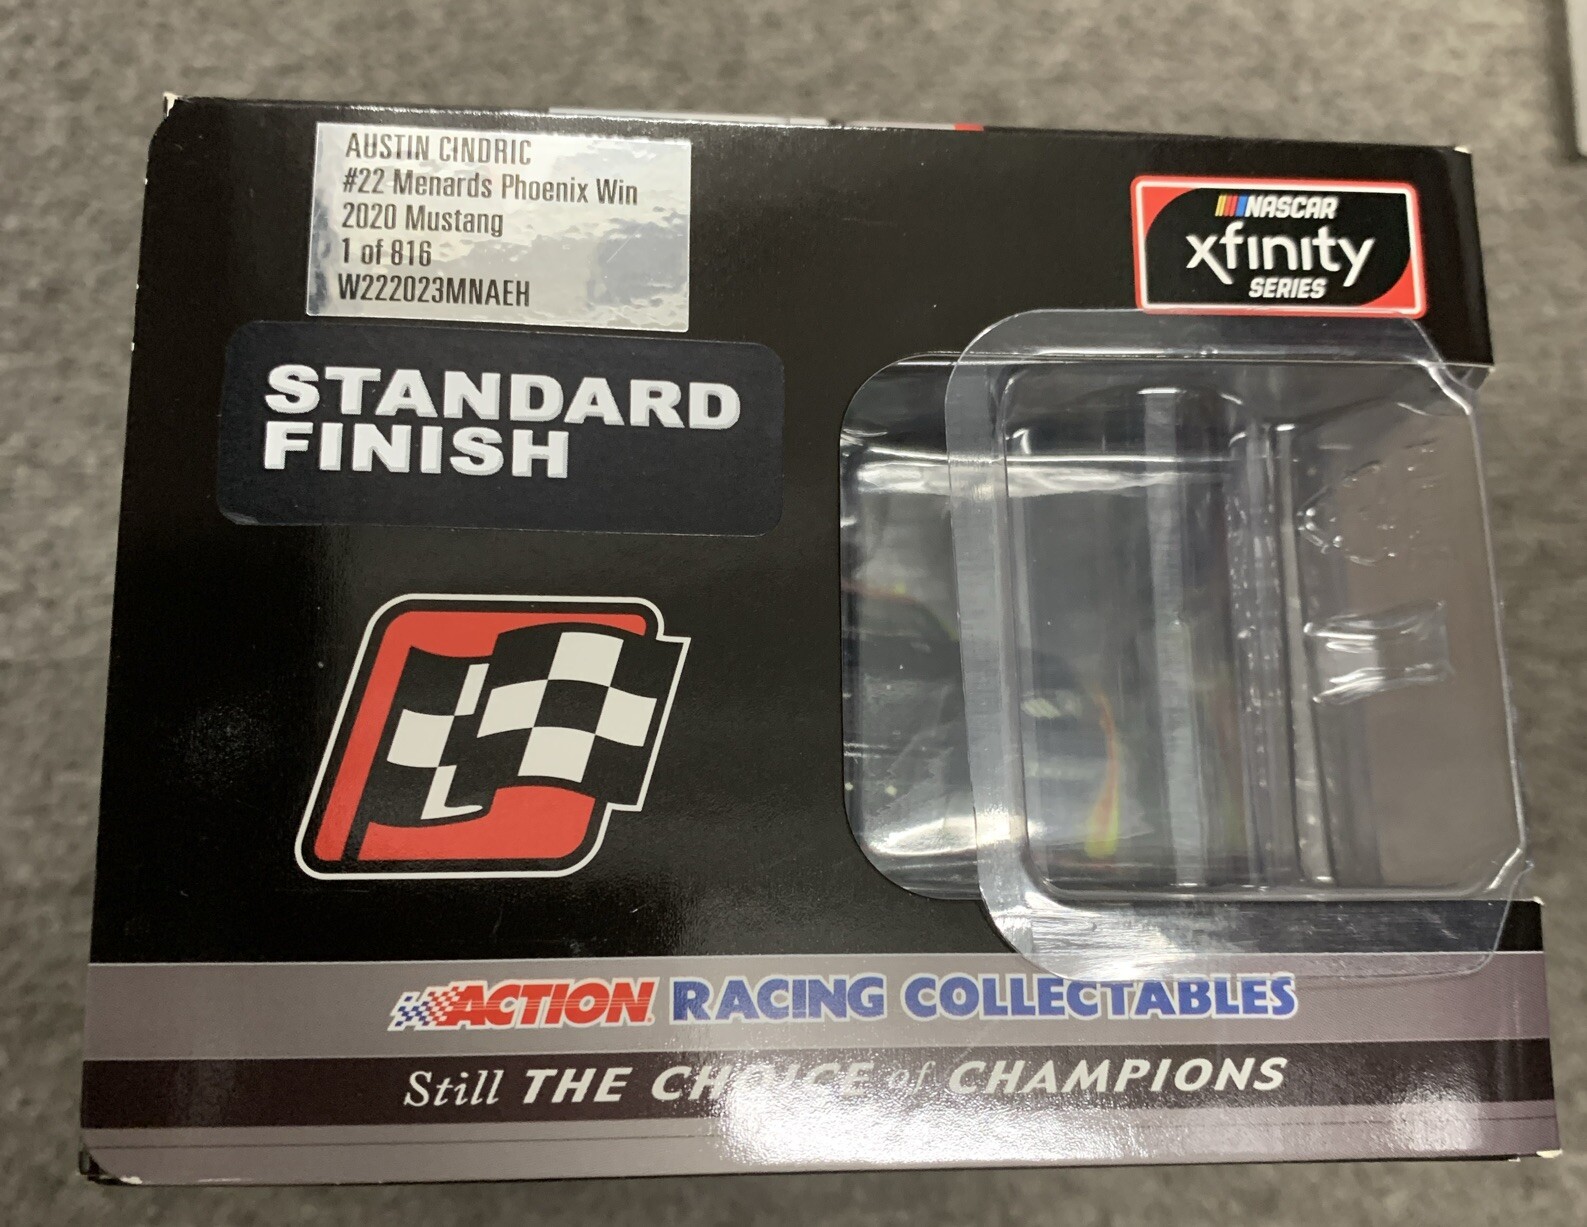 AUSTIN CINDRIC
#22 Menards Phoenix Win
2020 Mustang
1 of 816
W222023MNAEH
NASCAR
xfinity
SERIES
STANDARD
FINISH
ACTION RACING COLLECTABLES
Still THE CHOICE of CHAMPIONS